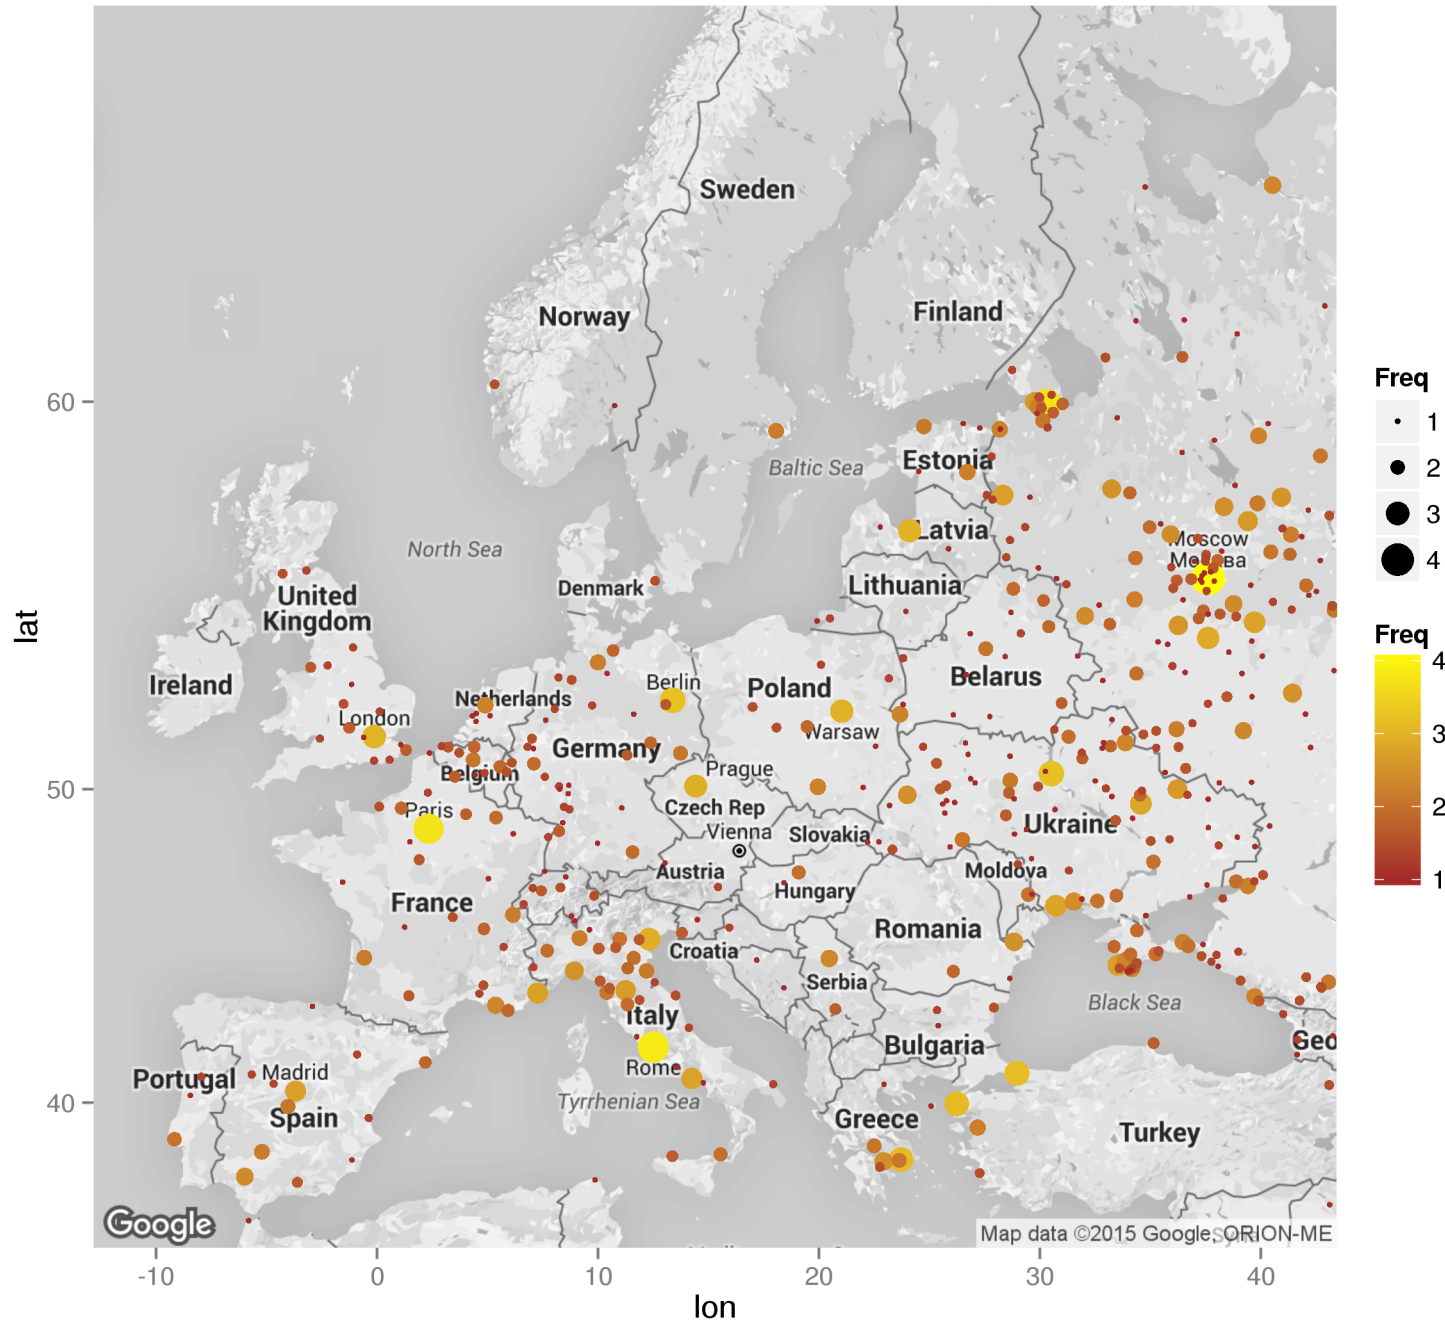 Sweden
Norway
Finland
60
Baltic Sea
Estonia
North Sea
Latvia
Moscow
Москва
Denmark
Lithuania
United
Kingdom
Ireland
Netherlands
Berlin
Poland
Belarus
London
Warsaw
Germany
Belgium
Prague
50
Paris
Czech Rep
Vienna
Slovakia
Ukraine
Austria
Moldova
Hungary
France
Romania
Croatia
Serbia
Black Sea
Italy
Bulgaria
Geo
Rome
Portugal
Madrid
Spain
Tyrrhenian Sea
40
Greece
Turkey
Google
Map data ©2015 Google, ORION-ME
-10
0
10
20
30
40
lon
lat
Freq
1
2
3
4
Freq
4
3
2
1